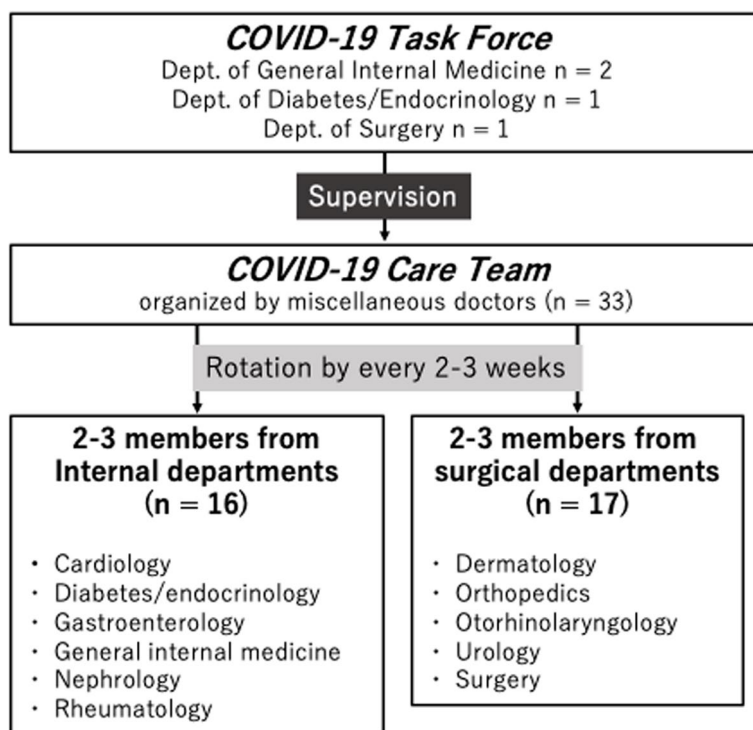 COVID-19 Task Force
Dept. of General Internal Medicine n = 2
Dept. of Diabetes/Endocrinology n = 1
Dept. of Surgery n = 1
Supervision
COVID-19 Care Team
organized by miscellaneous doctors (n = 33)
Rotation by every 2-3 weeks
2-3 members from
Internal departments
(n = 16)
・ Cardiology
・ Diabetes/endocrinology
・ Gastroenterology
・ General internal medicine
・ Nephrology
・ Rheumatology
2-3 members from
surgical departments
(n = 17)
・ Dermatology
・ Orthopedics
・ Otorhinolaryngology
・ Urology
・ Surgery